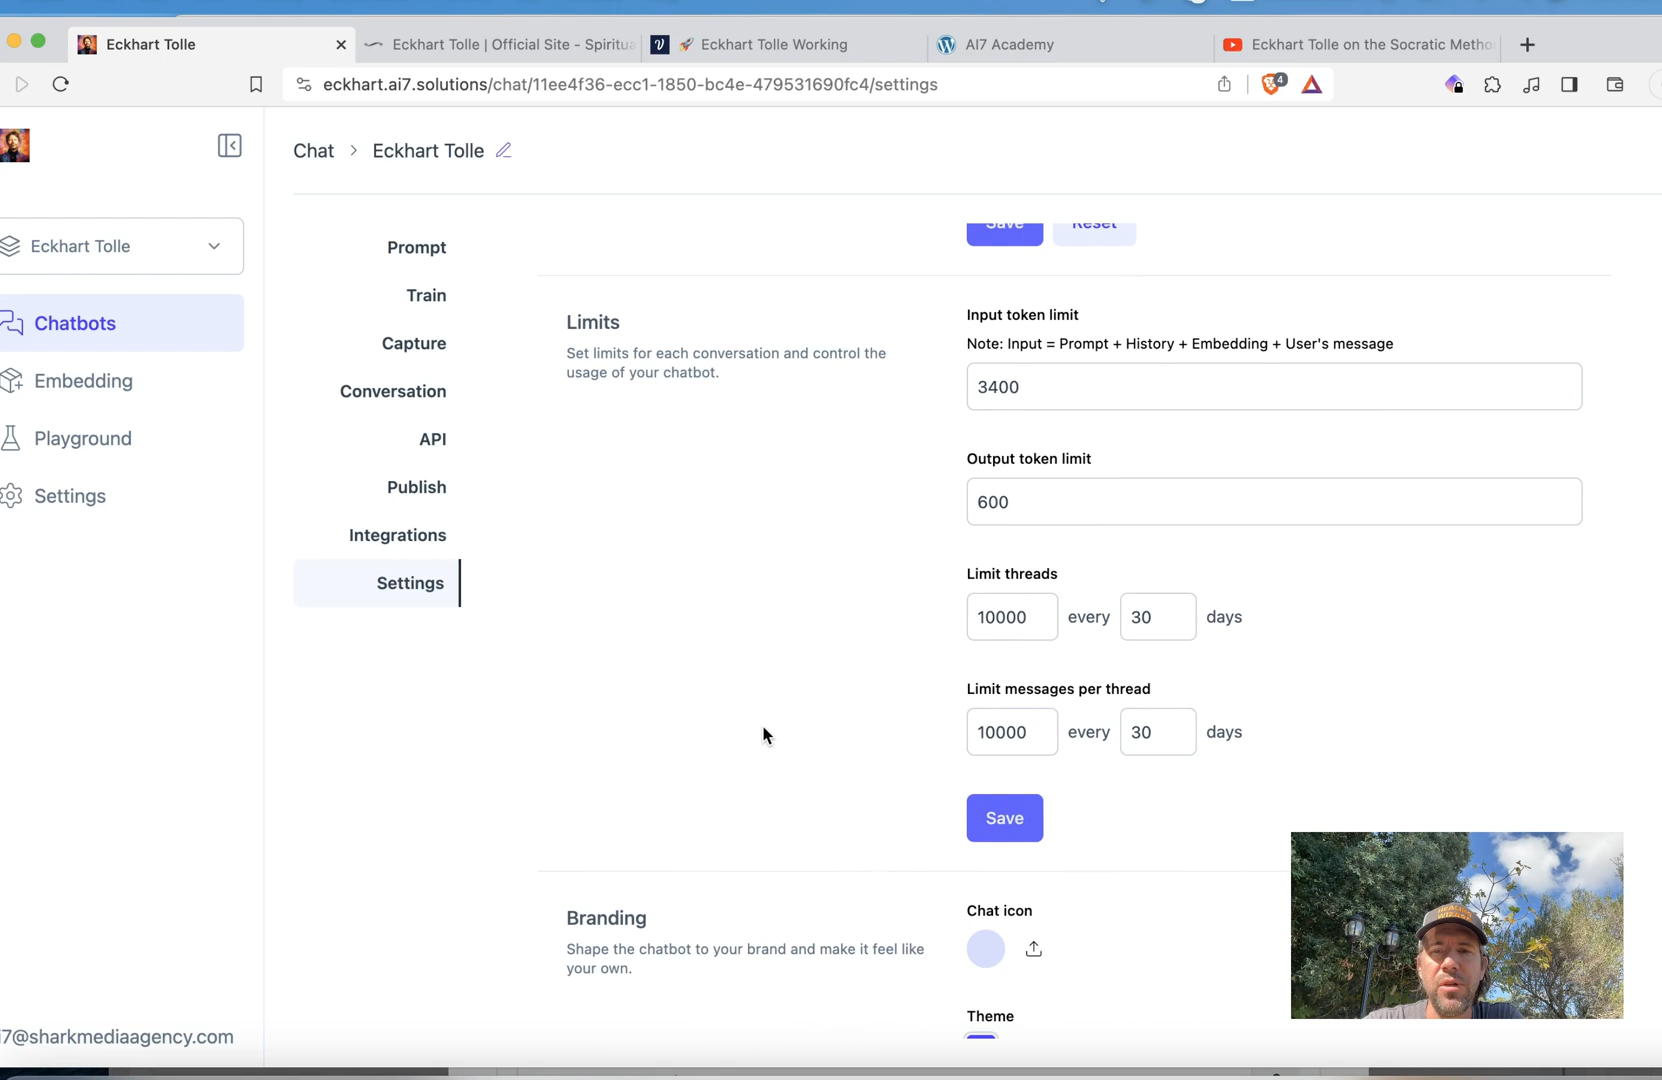 Eckhart Tolle
Eckhart Tolle | Official Site - Spiritua
Eckhart Tolle Working
AI7 Academy
Eckhart Tolle on the Socratic Metho
eckhart.ai7.solutions/chat/11ee4f36-ecc1-1850-bc4e-479531690fc4/settings
4
Chat > Eckhart Tolle
Eckhart Tolle
Chatbots
Embedding
Playground
Settings
i7@sharkmediaagency.com
Prompt
Train
Capture
Conversation
API
Publish
Integrations
Settings
Save
Reset
Limits
Set limits for each conversation and control the
usage of your chatbot.
Input token limit
Note: Input = Prompt + History + Embedding + User's message
3400
Output token limit
600
Limit threads
10000 every 30 days
Limit messages per thread
10000 every 30 days
Save
Branding
Shape the chatbot to your brand and make it feel like
your own.
Chat icon
Theme